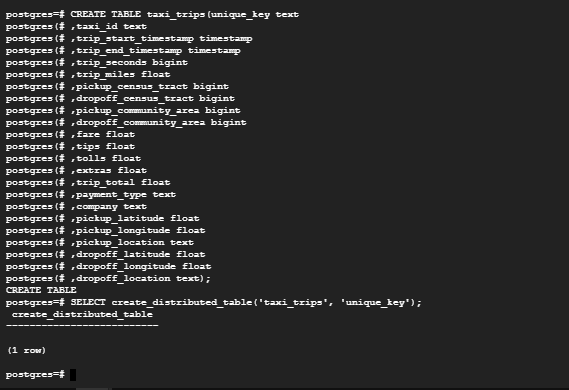 postgres=# CREATE TABLE taxi_trips(unique_key text
postgres(# ,taxi_id text
postgres(# ,trip_start_timestamp timestamp
postgres(# ,trip_end_timestamp timestamp
postgres(# ,trip_seconds bigint
postgres(# ,trip_miles float
postgres(# ,pickup_census_tract bigint
postgres(# ,dropoff_census_tract bigint
postgres(# ,pickup_community_area bigint
postgres(# ,dropoff_community_area bigint
postgres(# ,fare float
postgres(# ,tips float
postgres(# ,tolls float
postgres(# ,extras float
postgres(# ,trip_total float
postgres(# ,payment_type text
postgres(# ,company text
postgres(# ,pickup_latitude float
postgres(# ,pickup_longitude float
postgres(# ,pickup_location text
postgres(# ,dropoff_latitude float
postgres(# ,dropoff_longitude float
postgres(# ,dropoff_location text);
CREATE TABLE
postgres=# SELECT create_distributed_table('taxi_trips', 'unique_key');
 create_distributed_table
--------------------------

(1 row)

postgres=#